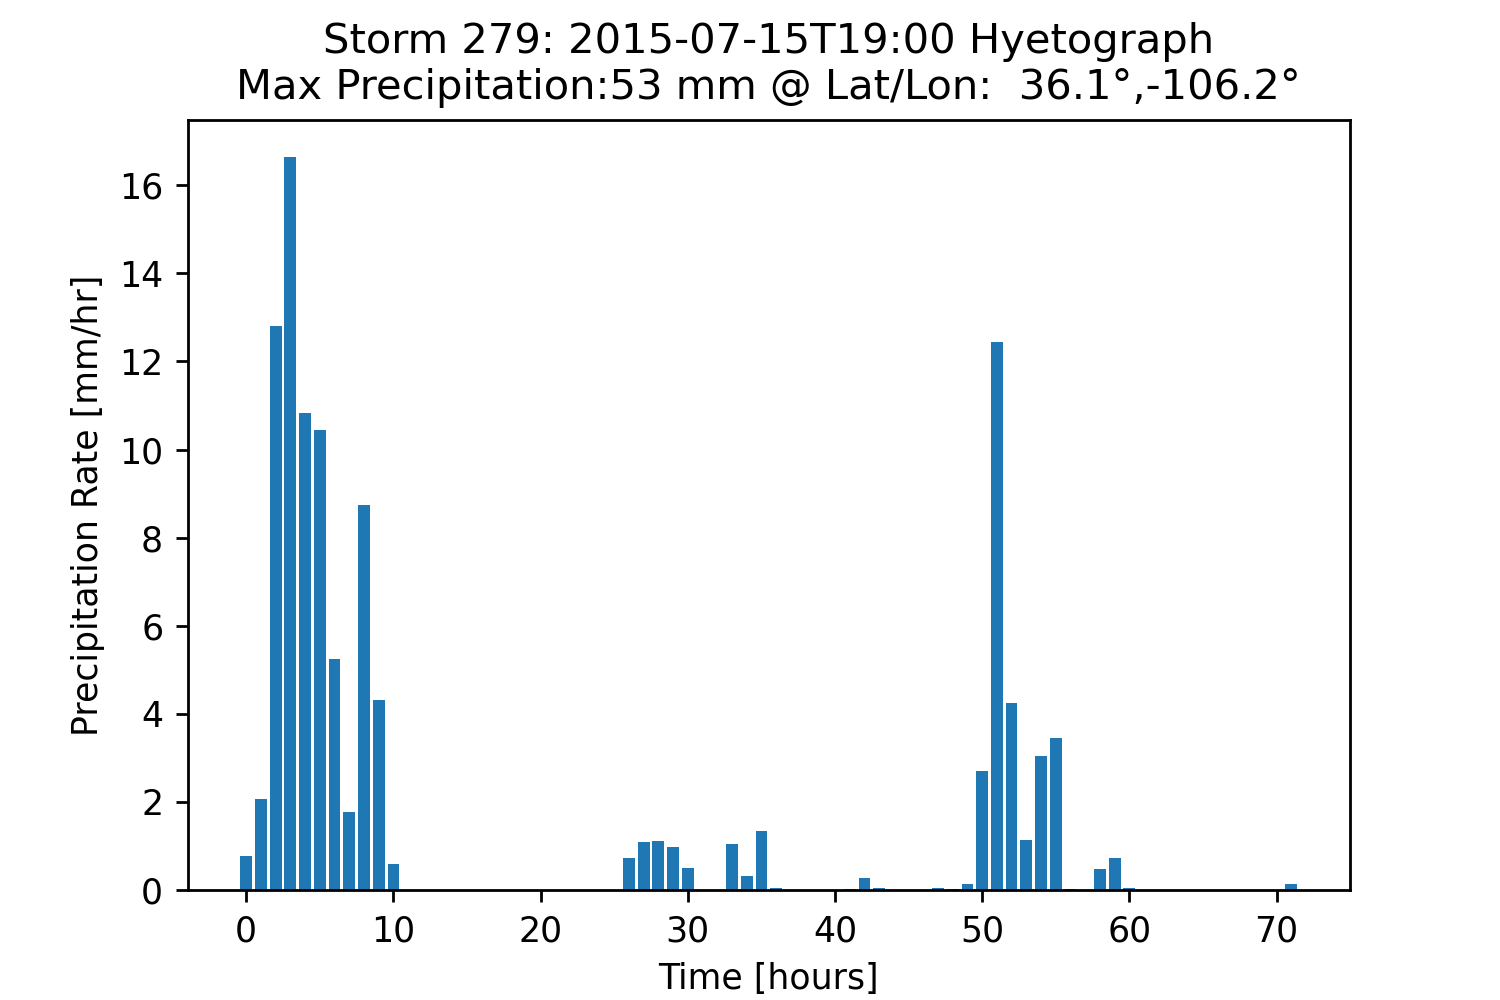 Storm 279: 2015-07-15T19:00 Hyetograph
Max Precipitation:53 mm @ Lat/Lon:  36.1°,-106.2°
Precipitation Rate [mm/hr]
16
14
12
10
8
6
4
2
0
0 10 20 30 40 50 60 70
Time [hours]